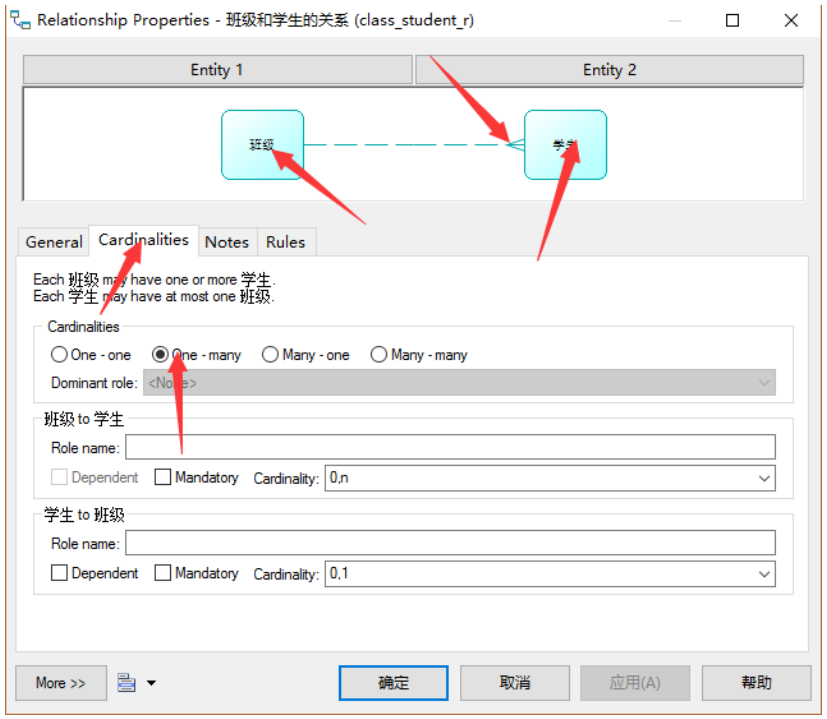 Relationship Properties - 班级和学生的关系 (class_student_r)
Entity 1 Entity 2
班级 学生
General Cardinalities Notes Rules
Each 班级 may have one or more 学生.
Each 学生 may have at most one 班级.
Cardinalities
One - one One - many Many - one Many - many
Dominant role: <None>
班级 to 学生
Role name:
Dependent Mandatory Cardinality: 0,n
学生 to 班级
Role name:
Dependent Mandatory Cardinality: 0,1
More >> 确定 取消 应用(A) 帮助